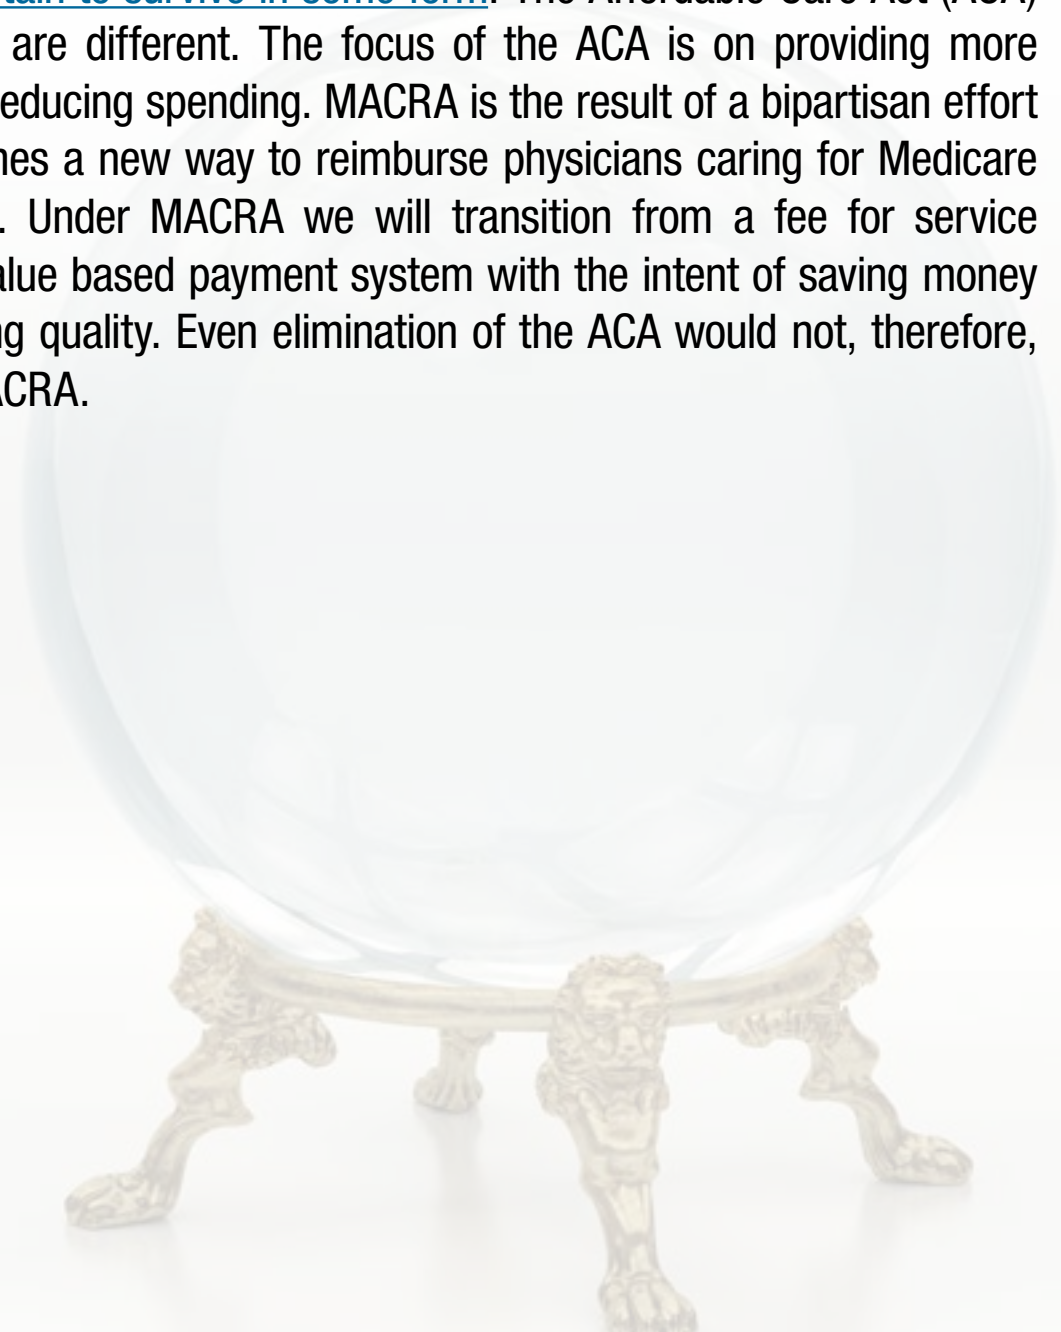 to survive in some form. The Affordable Care Act (ACA)
are different. The focus of the ACA is on providing more
educing spending. MACRA is the result of a bipartisan effort
nes a new way to reimburse physicians caring for Medicare
. Under MACRA we will transition from a fee for service
alue based payment system with the intent of saving money
ng quality. Even elimination of the ACA would not, therefore,
ACRA.